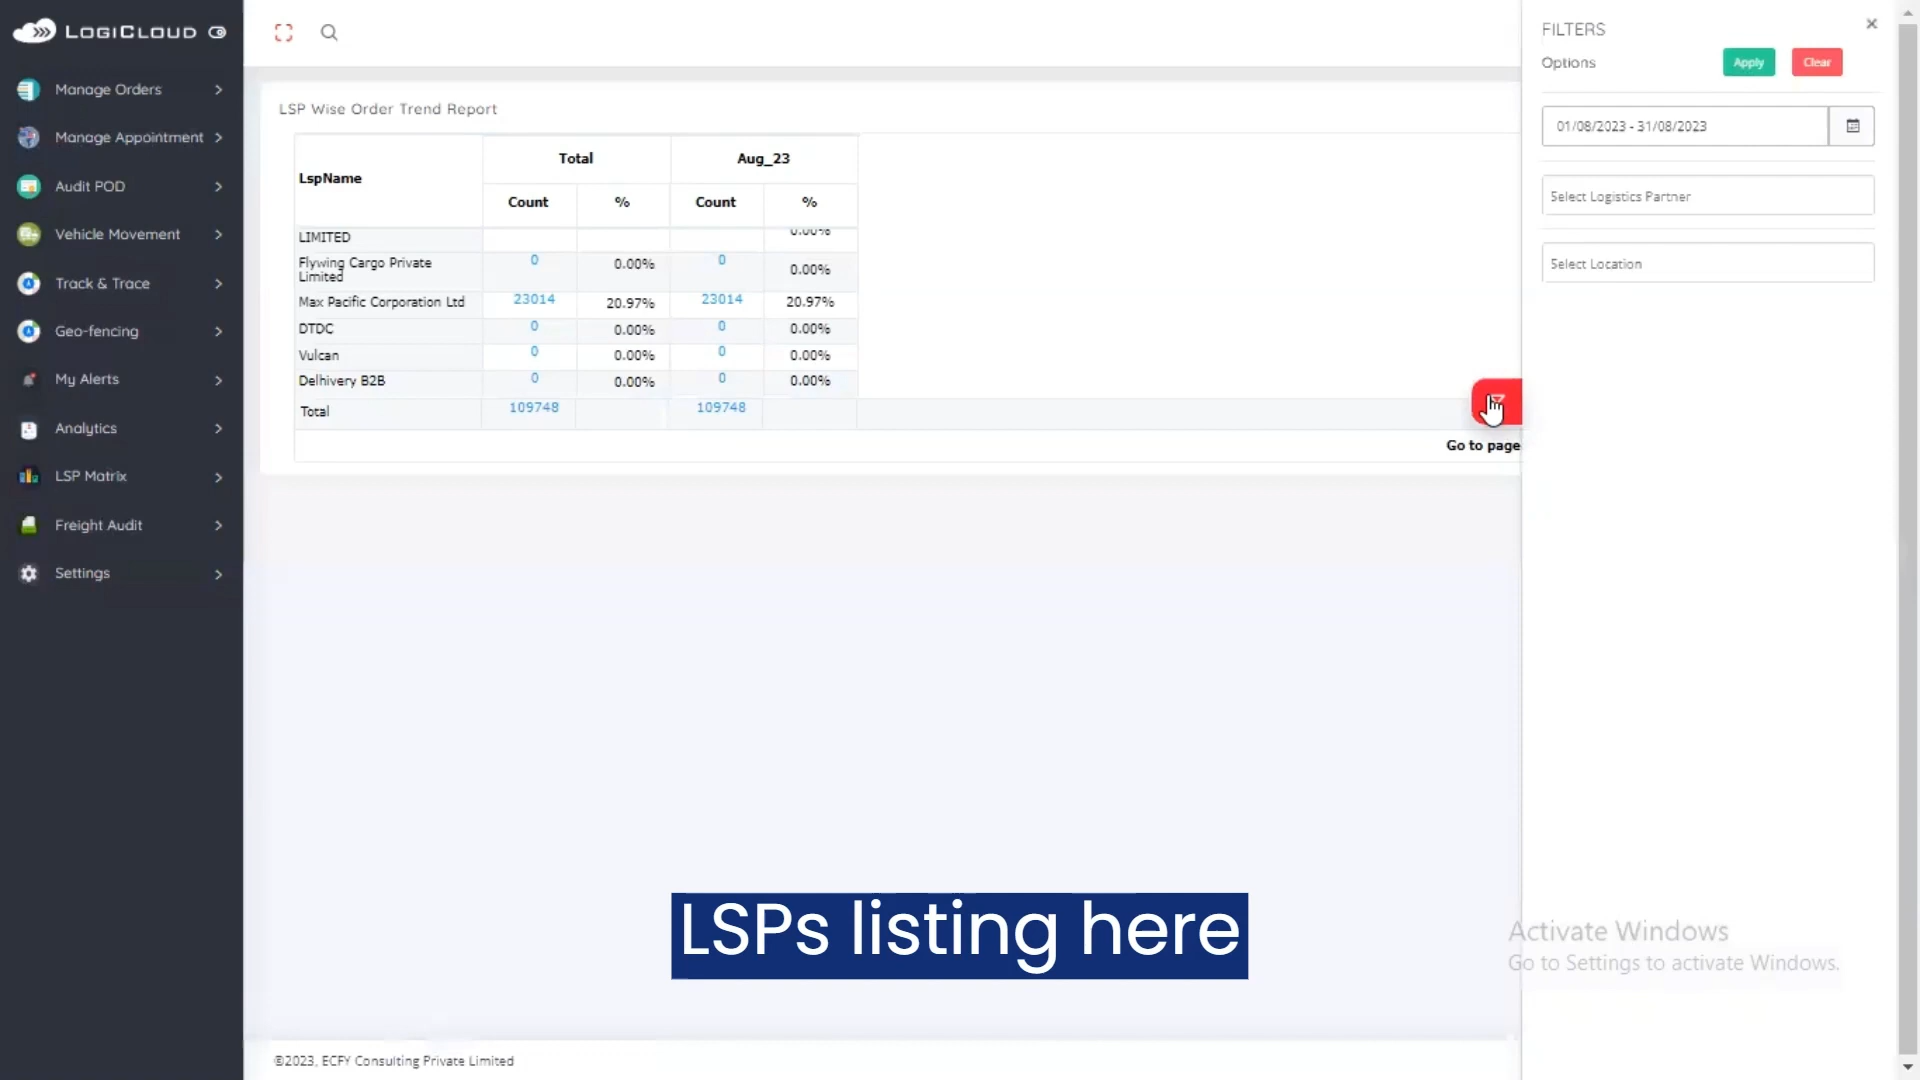 LOGICLOUD
Manage Orders
Manage Appointment
Audit POD
Vehicle Movement
Track & Trace
Geo-fencing
My Alerts
Analytics
LSP Matrix
Freight Audit
Settings
LSP Wise Order Trend Report
LspName Total Aug_23
Count % Count %
LIMITED 0.00%
Flywing Cargo Private Limited 0 0.00% 0 0.00%
Max Pacific Corporation Ltd 23014 20.97% 23014 20.97%
DTDC 0 0.00% 0 0.00%
Vulcan 0 0.00% 0 0.00%
Delhivery B2B 0 0.00% 0 0.00%
Total 109748 109748
Go to page
FILTERS
Options Apply Clear
01/08/2023 - 31/08/2023
Select Logistics Partner
Select Location
LSPs listing here
Activate Windows
Go to Settings to activate Windows.
©2023, ECFY Consulting Private Limited